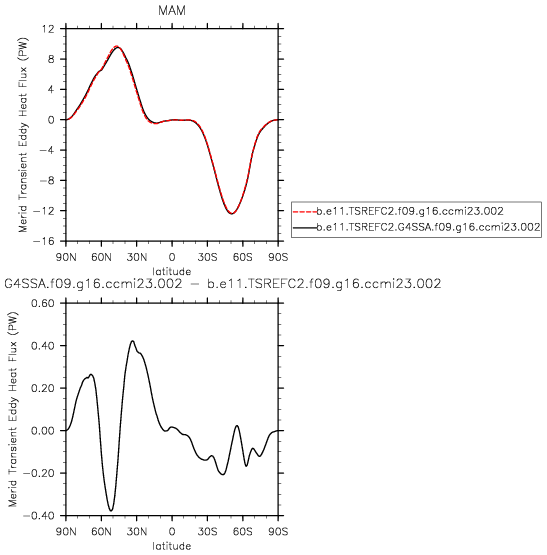 MAM
Merid Transient Eddy Heat Flux (PW)
12
8
4
0
−4
−8
−12
−16
90N 60N 30N 0 30S 60S 90S
latitude
b.e11.TSREFC2.f09.g16.ccmi23.002
b.e11.TSREFC2.G4SSA.f09.g16.ccmi23.002
G4SSA.f09.g16.ccmi23.002 − b.e11.TSREFC2.f09.g16.ccmi23.002
Merid Transient Eddy Heat Flux (PW)
0.60
0.40
0.20
0.00
−0.20
−0.40
90N 60N 30N 0 30S 60S 90S
latitude